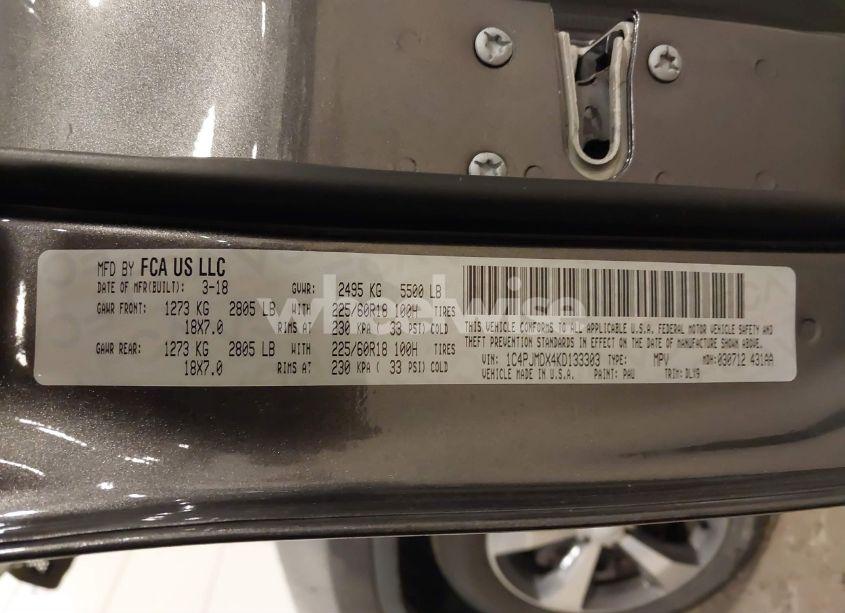 MFD BY FCA US LLC
DATE OF MFR(BUILT): 3-18 GVWR: 2495 KG 5500 LB
GAWR FRONT: 1273 KG 2805 LB WITH 225/60R18 100H TIRES
18X7.0 RIMS AT 230 KPA ( 33 PSI) COLD
GAWR REAR: 1273 KG 2805 LB WITH 225/60R18 100H TIRES
18X7.0 RIMS AT 230 KPA ( 33 PSI) COLD
THIS VEHICLE CONFORMS TO ALL APPLICABLE U.S.A. FEDERAL MOTOR VEHICLE SAFETY AND
THEFT PREVENTION STANDARDS IN EFFECT ON THE DATE OF MANUFACTURE SHOWN ABOVE.
VIN: 1C4PJMDX4KD133303 TYPE: MPV MDH: 030712 431AA
VEHICLE MADE IN U.S.A. PAINT: PAU TRIM: DLX9
wheelwise